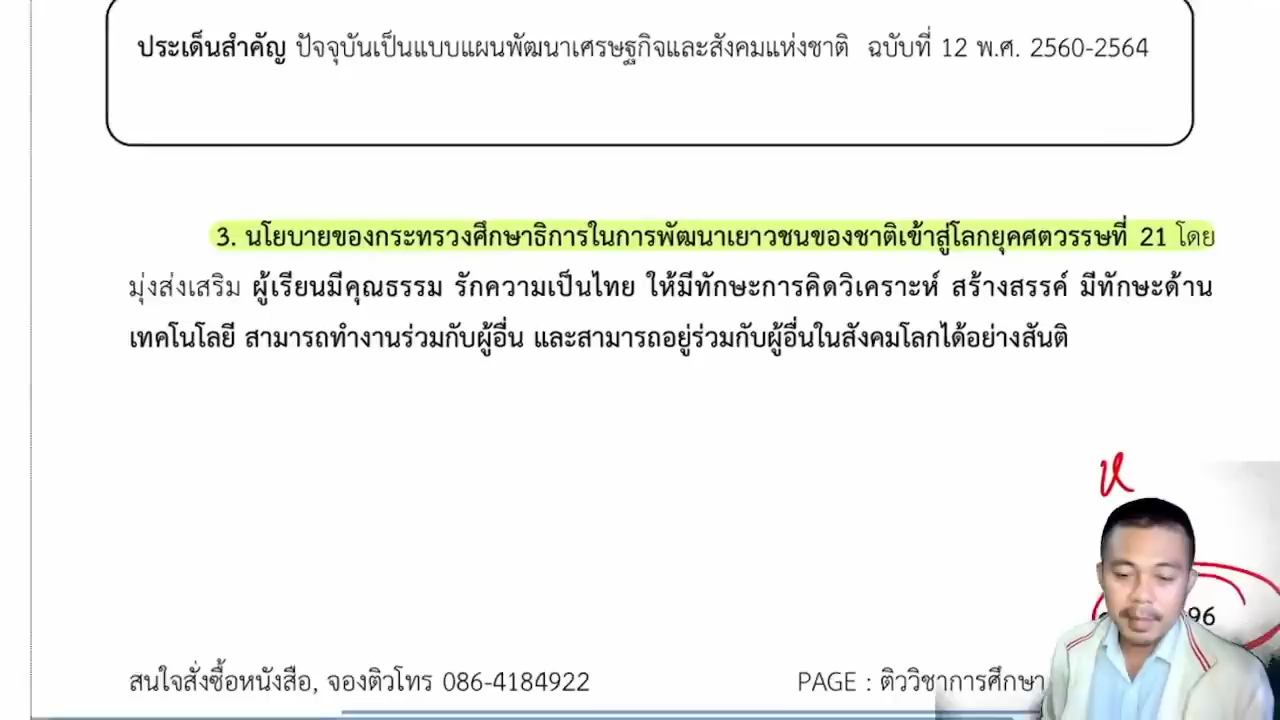 ประเด็นสำคัญ ปัจจุบันเป็นแบบแผนพัฒนาเศรษฐกิจและสังคมแห่งชาติ ฉบับที่ 12 พ.ศ. 2560-2564
3. นโยบายของกระทรวงศึกษาธิการในการพัฒนาเยาวชนของชาติเข้าสู่โลกยุคศตวรรษที่ 21 โดย
มุ่งส่งเสริม ผู้เรียนมีคุณธรรม รักความเป็นไทย ให้มีทักษะการคิดวิเคราะห์ สร้างสรรค์ มีทักษะด้าน
เทคโนโลยี สามารถทำงานร่วมกับผู้อื่น และสามารถอยู่ร่วมกับผู้อื่นในสังคมโลกได้อย่างสันติ
96
สนใจสั่งซื้อหนังสือ, จองติวโทร 086-4184922
PAGE : ติววิชาการศึกษา